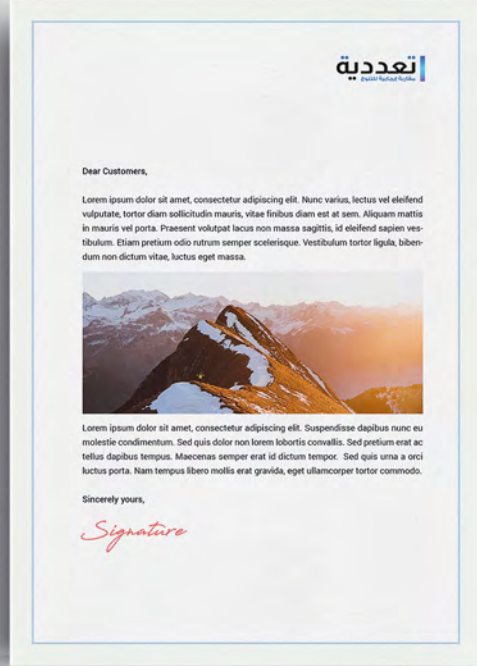 تعددية
مقاربة إيجابية للتنوع
Dear Customers,
Lorem ipsum dolor sit amet, consectetur adipiscing elit. Nunc varius, lectus vel eleifend
vulputate, tortor diam sollicitudin mauris, vitae finibus diam est at sem. Aliquam mattis
in mauris vel porta. Praesent volutpat lacus non massa sagittis, id eleifend sapien ves-
tibulum. Etiam pretium odio rutrum semper scelerisque. Vestibulum tortor ligula, biben-
dum non dictum vitae, luctus eget massa.
Lorem ipsum dolor sit amet, consectetur adipiscing elit. Suspendisse dapibus nunc eu
molestie condimentum. Sed quis dolor non lorem lobortis convallis. Sed pretium erat ac
tellus dapibus tempus. Maecenas semper erat id dictum tempor. Sed quis urna a orci
luctus porta. Nam tempus libero mollis erat gravida, eget ullamcorper tortor commodo.
Sincerely yours,
Signature